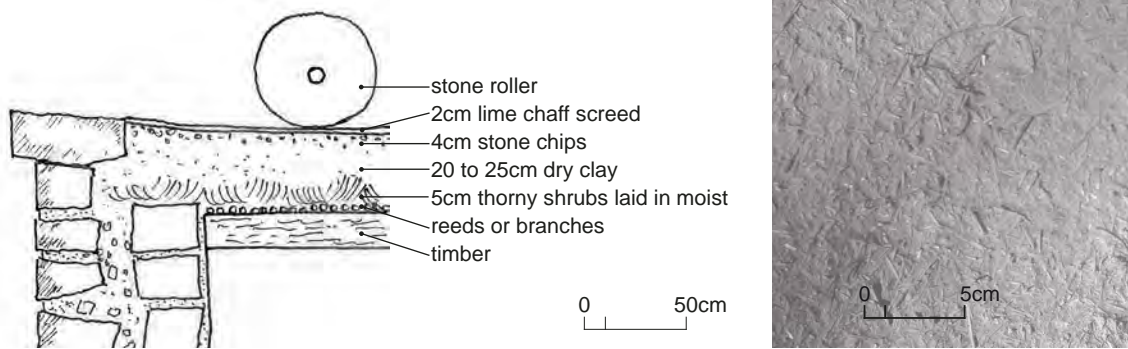 stone roller
2cm lime chaff screed
4cm stone chips
20 to 25cm dry clay
5cm thorny shrubs laid in moist
reeds or branches
timber
0 50cm
0 5cm